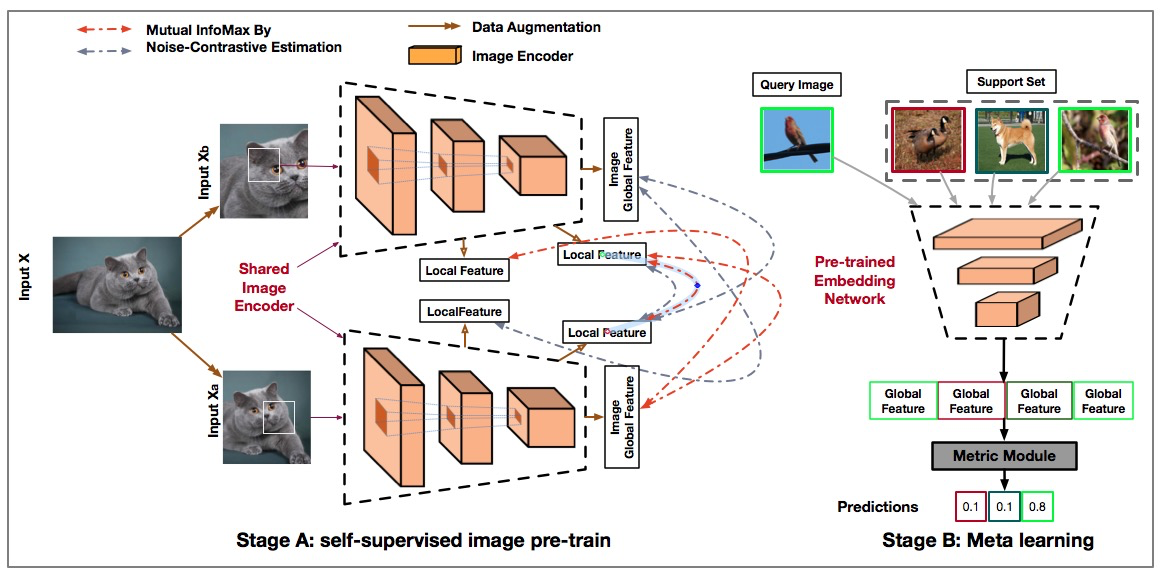 Mutual InfoMax By
Noise-Contrastive Estimation
Data Augmentation
Image Encoder
Input X
Input Xb
Input Xa
Shared
Image
Encoder
Image
Global Feature
Local Feature
Local Feature
LocalFeature
Local Feature
Image
Global Feature
Stage A: self-supervised image pre-train
Query Image
Support Set
Pre-trained
Embedding
Network
Global
Feature
Global
Feature
Global
Feature
Global
Feature
Metric Module
Predictions
0.1
0.1
0.8
Stage B: Meta learning